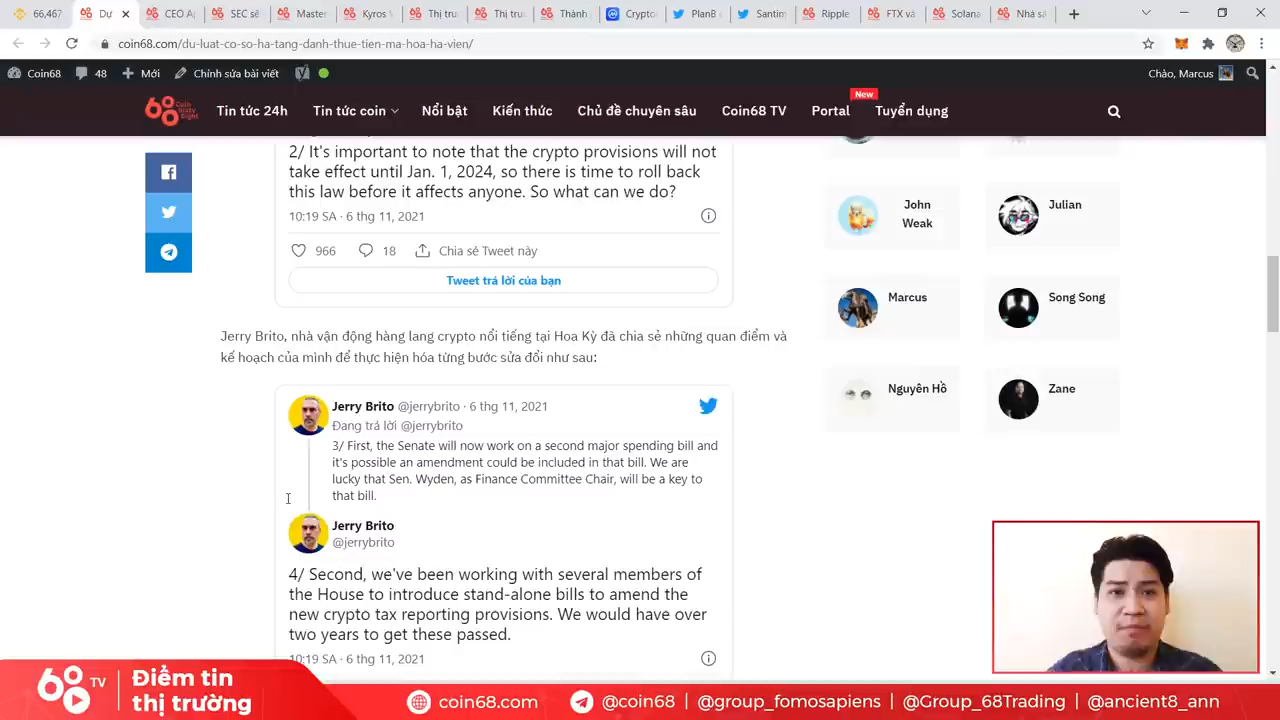 66,467
Dự
CEO Ap
SEC sẽ
Master
Kyros V
Thị trư
Thị trư
Thành
Crypto
PlanB
Santim
Ripple
FTX và
Solana
Nhà sá
coin68.com/du-luat-co-so-ha-tang-danh-thue-tien-ma-hoa-ha-vien/
Coin68
48
Mới
Chỉnh sửa bài viết
Chào, Marcus
68 Coin Sixty Eight
Tin tức 24h
Tin tức coin
Nổi bật
Kiến thức
Chủ đề chuyên sâu
Coin68 TV
Portal
New
Tuyển dụng
2/ It's important to note that the crypto provisions will not
take effect until Jan. 1, 2024, so there is time to roll back
this law before it affects anyone. So what can we do?
10:19 SA · 6 thg 11, 2021
966
18
Chia sẻ Tweet này
Tweet trả lời của bạn
Jerry Brito, nhà vận động hàng lang crypto nổi tiếng tại Hoa Kỳ đã chia sẻ những quan điểm và
kế hoạch của mình để thực hiện hóa từng bước sửa đổi như sau:
Jerry Brito @jerrybrito · 6 thg 11, 2021
Đang trả lời @jerrybrito
3/ First, the Senate will now work on a second major spending bill and
it's possible an amendment could be included in that bill. We are
lucky that Sen. Wyden, as Finance Committee Chair, will be a key to
that bill.
Jerry Brito
@jerrybrito
4/ Second, we've been working with several members of
the House to introduce stand-alone bills to amend the
new crypto tax reporting provisions. We would have over
two years to get these passed.
10:19 SA · 6 thg 11, 2021
John
Weak
Julian
Marcus
Song Song
Nguyên Hồ
Zane
68 TV
Điểm tin
thị trường
coin68.com
@coin68 | @group_fomosapiens | @Group_68Trading | @ancient8_ann